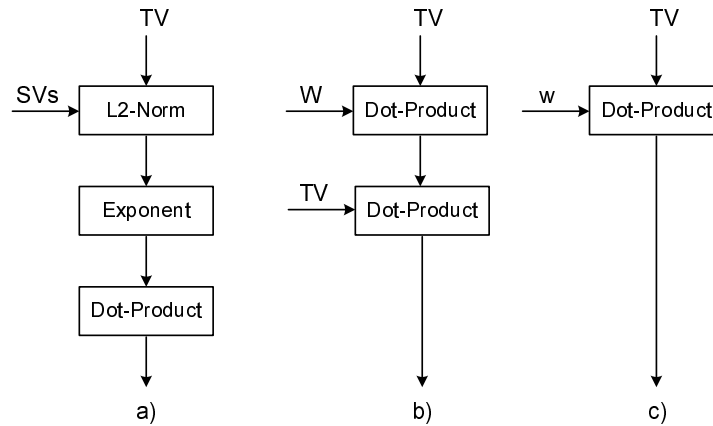 TV
SVs
L2-Norm
Exponent
Dot-Product
a)
TV
W
Dot-Product
TV
Dot-Product
b)
TV
w
Dot-Product
c)